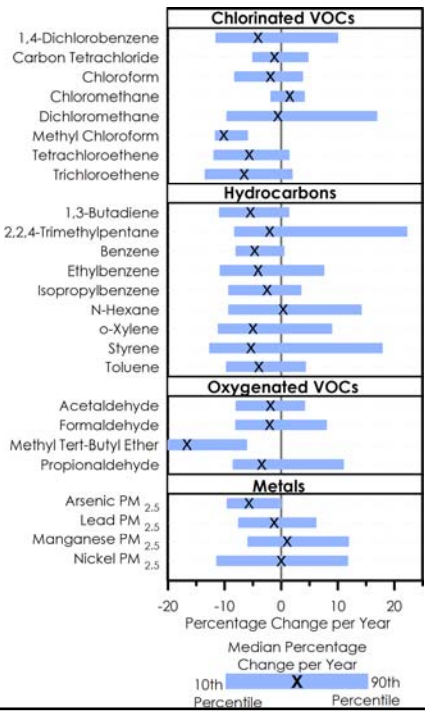 Chlorinated VOCs
1,4-Dichlorobenzene
Carbon Tetrachloride
Chloroform
Chloromethane
Dichloromethane
Methyl Chloroform
Tetrachloroethene
Trichloroethene
Hydrocarbons
1,3-Butadiene
2,2,4-Trimethylpentane
Benzene
Ethylbenzene
Isopropylbenzene
N-Hexane
o-Xylene
Styrene
Toluene
Oxygenated VOCs
Acetaldehyde
Formaldehyde
Methyl Tert-Butyl Ether
Propionaldehyde
Metals
Arsenic PM 2.5
Lead PM 2.5
Manganese PM 2.5
Nickel PM 2.5
-20 -10 0 10 20
Percentage Change per Year
Median Percentage
Change per Year
10th X 90th
Percentile Percentile